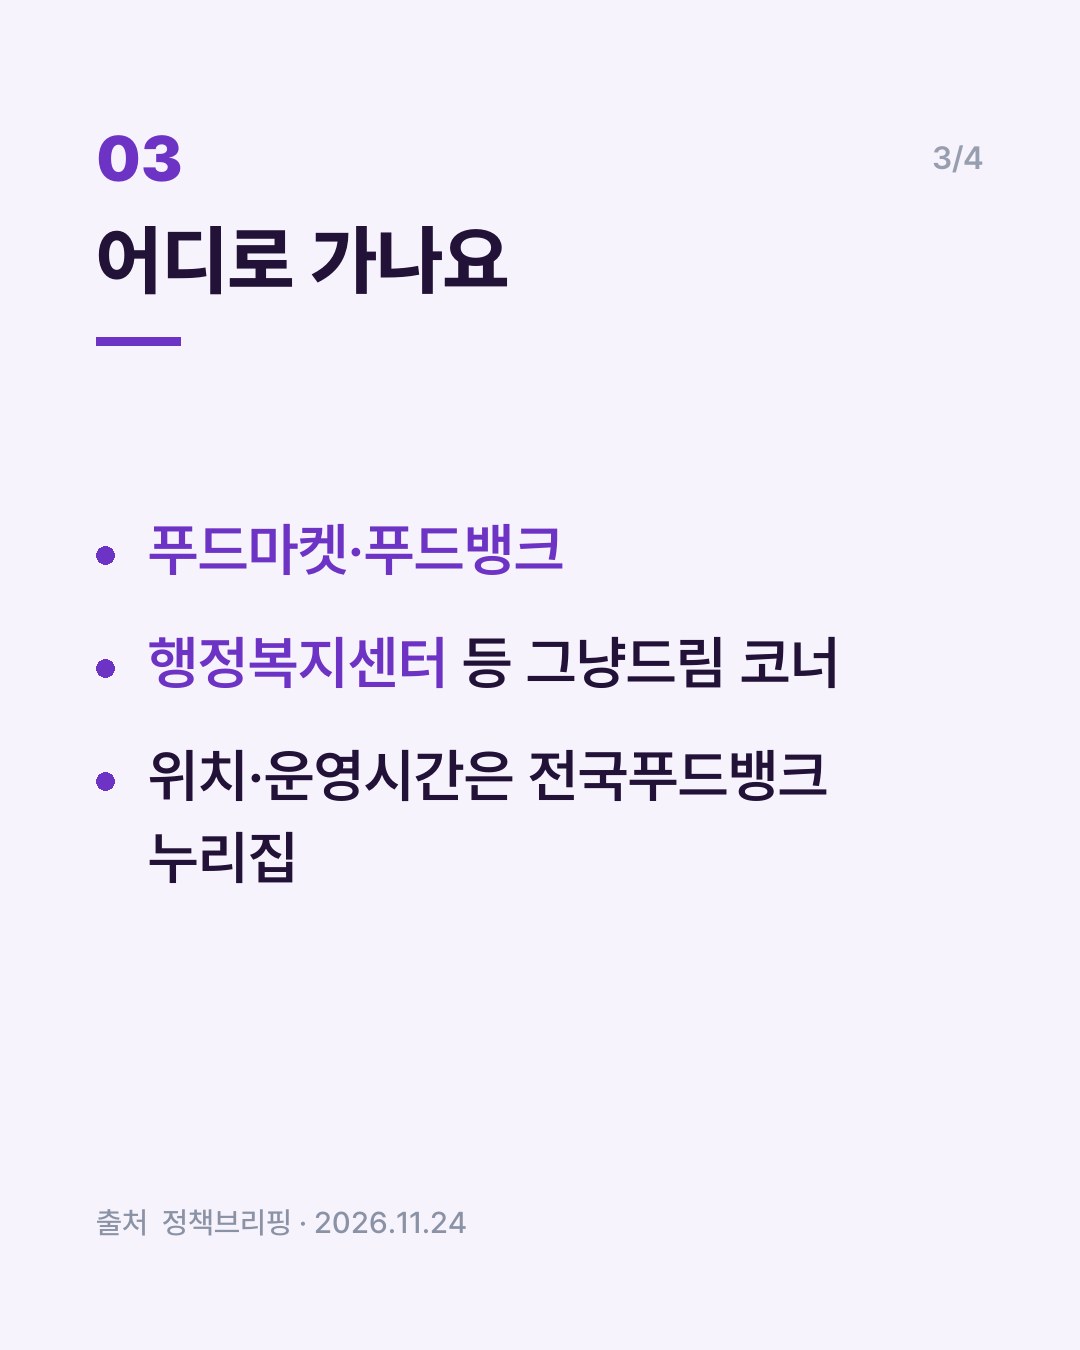 03
3/4
어디로 가나요
푸드마켓·푸드뱅크
행정복지센터 등 그냥드림 코너
위치·운영시간은 전국푸드뱅크
누리집
출처 정책브리핑 · 2026.11.24